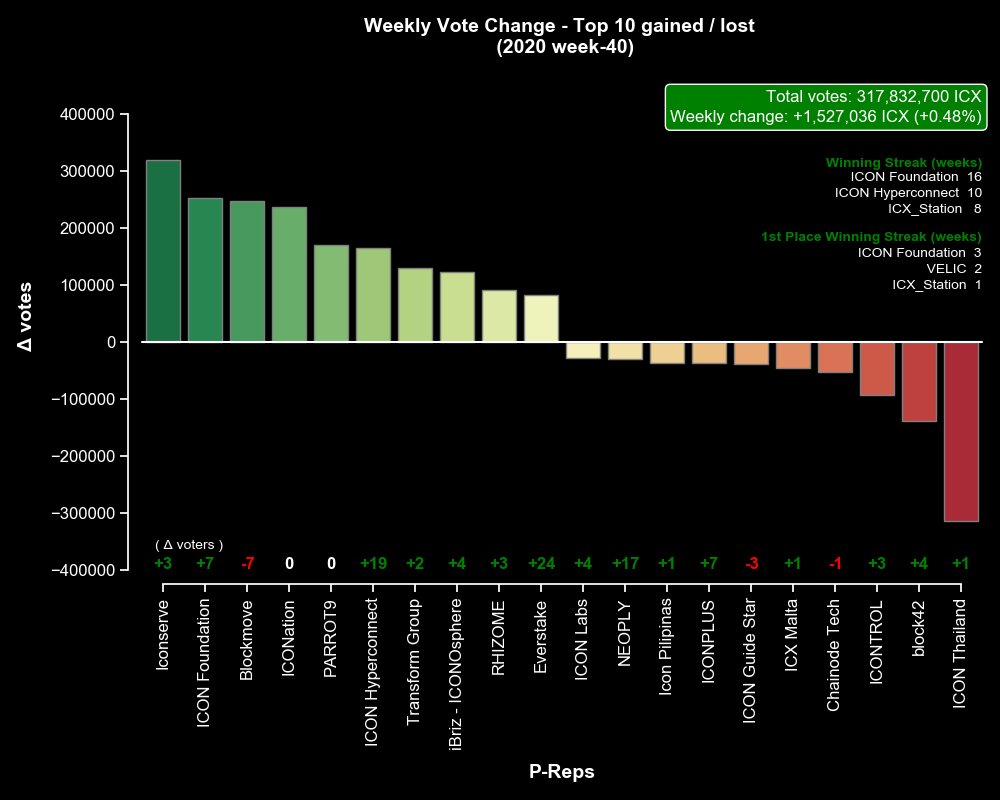 Weekly Vote Change - Top 10 gained / lost
(2020 week-40)
Total votes: 317,832,700 ICX
Weekly change: +1,527,036 ICX (+0.48%)
Winning Streak (weeks)
ICON Foundation 16
ICON Hyperconnect 10
ICX_Station 8
1st Place Winning Streak (weeks)
ICON Foundation 3
VELIC 2
ICX_Station 1
Δ votes
400000
300000
200000
100000
0
−100000
−200000
−300000
−400000
( Δ voters )
+3 +7 -7 0 0 +19 +2 +4 +3 +24 +4 +17 +1 +7 -3 +1 -1 +3 +4 +1
Iconserve
ICON Foundation
Blockmove
ICONation
PARROT9
ICON Hyperconnect
Transform Group
iBriz - ICONOsphere
RHIZOME
Everstake
ICON Labs
NEOPLY
Icon Pilipinas
ICONPLUS
ICON Guide Star
ICX Malta
Chainode Tech
ICONTROL
block42
ICON Thailand
P-Reps